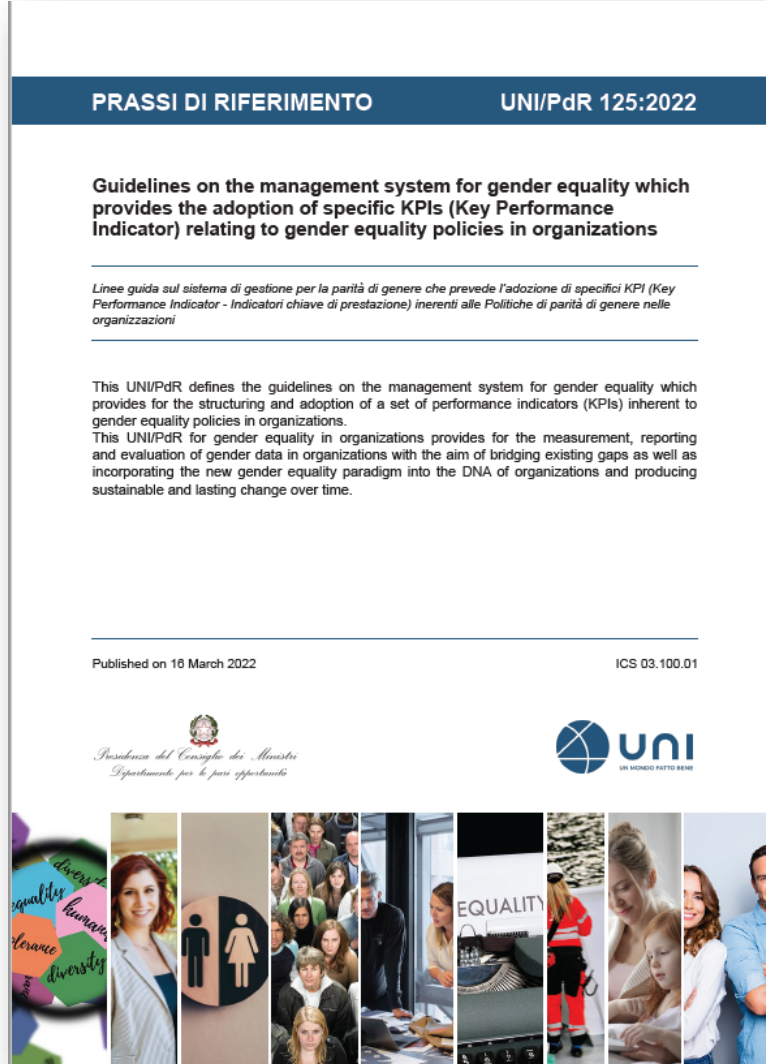 PRASSI DI RIFERIMENTO UNI/PdR 125:2022
Guidelines on the management system for gender equality which
provides the adoption of specific KPIs (Key Performance
Indicator) relating to gender equality policies in organizations
Linee guida sul sistema di gestione per la parità di genere che prevede l'adozione di specifici KPI (Key
Performance Indicator - Indicatori chiave di prestazione) inerenti alle Politiche di parità di genere nelle
organizzazioni
This UNI/PdR defines the guidelines on the management system for gender equality which
provides for the structuring and adoption of a set of performance indicators (KPIs) inherent to
gender equality policies in organizations.
This UNI/PdR for gender equality in organizations provides for the measurement, reporting
and evaluation of gender data in organizations with the aim of bridging existing gaps as well as
incorporating the new gender equality paradigm into the DNA of organizations and producing
sustainable and lasting change over time.
Published on 16 March 2022 ICS 03.100.01
Presidenza del Consiglio dei Ministri
Dipartimento per le pari opportunità
UNI
UN MONDO FATTO BENE
equality
human
diversity
EQUALITY